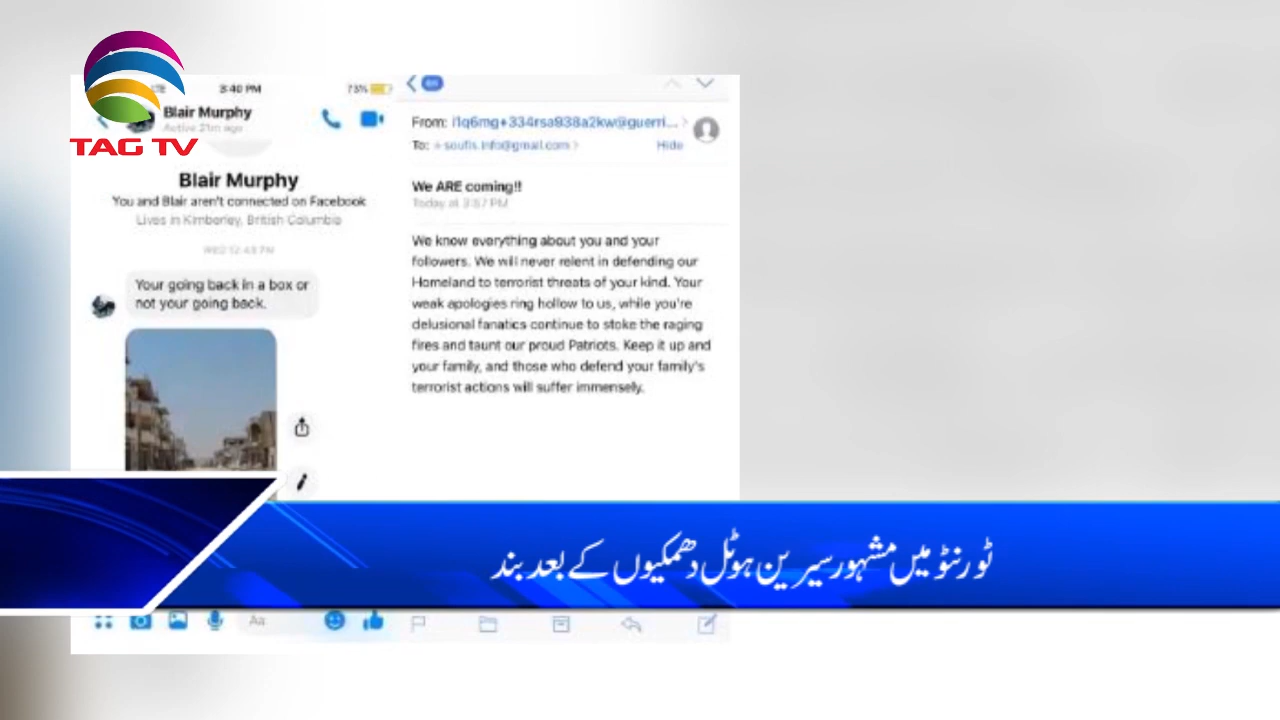 TAG TV
3:40 PM
73%
Blair Murphy
Active 21m ago
Blair Murphy
You and Blair aren't connected on Facebook
Lives in Kimberley, British Columbia
WED 12:43 PM
Your going back in a box or
not your going back.
Aa
From:
To: soufis.info@gmail.com
Hide
We ARE coming!!
Today at 3:57 PM
We know everything about you and your
followers. We will never relent in defending our
Homeland to terrorist threats of your kind. Your
weak apologies ring hollow to us, while you're
delusional fanatics continue to stoke the raging
fires and taunt our proud Patriots. Keep it up and
your family, and those who defend your family's
terrorist actions will suffer immensely.
ٹورنٹو میں مشہور سیرین ہوٹل دھمکیوں کے بعد بند